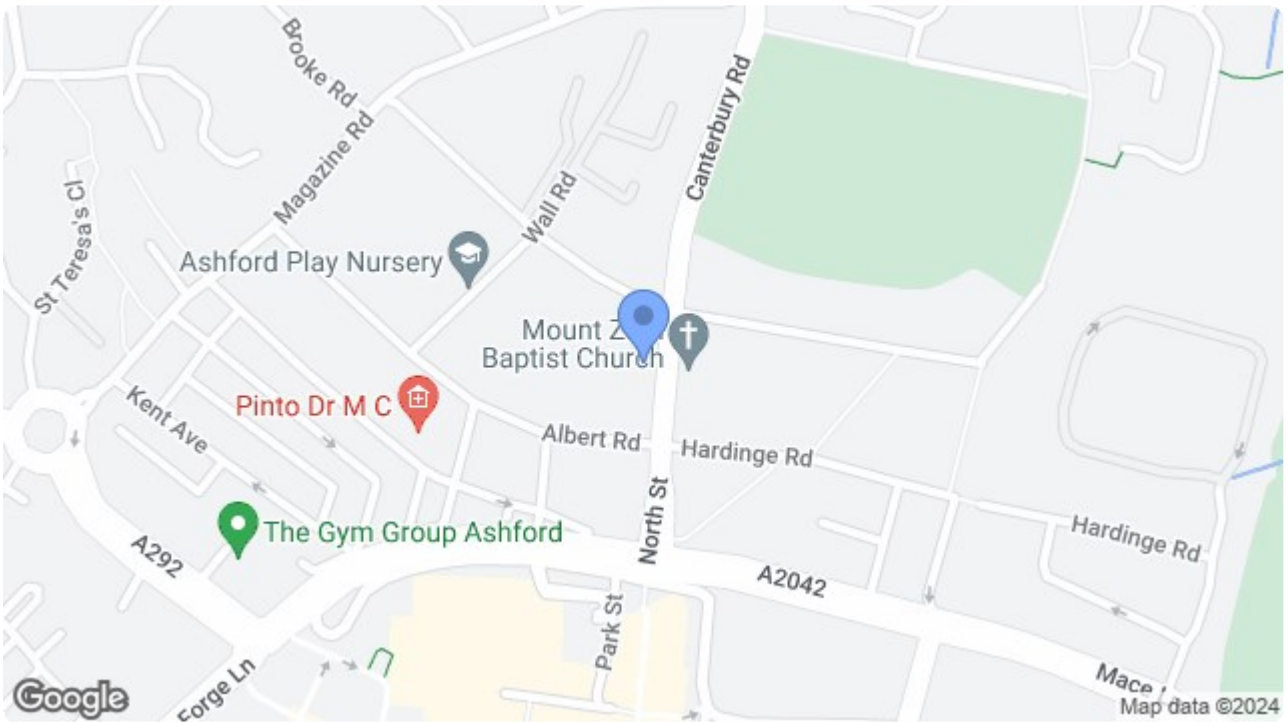 Brooke Rd
Magazine Rd
Canterbury Rd
Wall Rd
St Teresa's Cl
Ashford Play Nursery
Mount Z
Baptist Church
Pinto Dr M C
Kent Ave
Albert Rd
Hardinge Rd
North St
The Gym Group Ashford
Hardinge Rd
A292
A2042
Park St
Forge Ln
Mace
Google
Map data ©2024